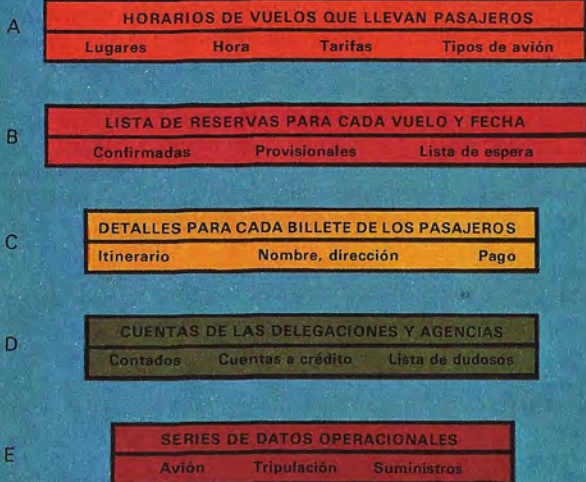 A
HORARIOS DE VUELOS QUE LLEVAN PASAJEROS
Lugares Hora Tarifas Tipos de avión
B
LISTA DE RESERVAS PARA CADA VUELO Y FECHA
Confirmadas Provisionales Lista de espera
C
DETALLES PARA CADA BILLETE DE LOS PASAJEROS
Itinerario Nombre, dirección Pago
D
CUENTAS DE LAS DELEGACIONES Y AGENCIAS
Contados Cuentas a crédito Lista de dudosos
E
SERIES DE DATOS OPERACIONALES
Avión Tripulación Suministros